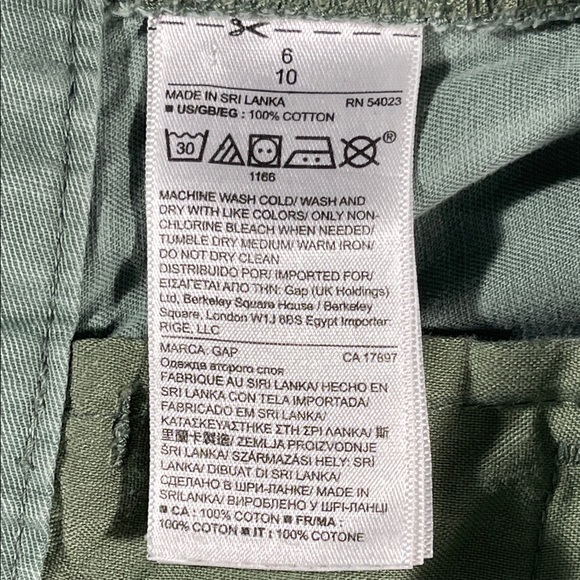 6
10
MADE IN SRI LANKA RN 54023
■ US/GB/EG : 100% COTTON
30
®
1166
MACHINE WASH COLD/ WASH AND
DRY WITH LIKE COLORS/ ONLY NON-
CHLORINE BLEACH WHEN NEEDED/
TUMBLE DRY MEDIUM/ WARM IRON/
DO NOT DRY CLEAN
DISTRIBUIDO POR/ IMPORTED FOR/
ΕΙΣΑΓΕΤΑΙ ΑΠΟ ΤΗΝ: Gap (UK Holdings)
Ltd, Berkeley Square House / Berkeley
Square, London W1J 6BS Egypt Importer:
RIGE, LLC
MARCA: GAP CA 17897
Одежда второго слоя
FABRIQUE AU SIRI LANKA/ HECHO EN
SRI LANKA CON TELA IMPORTADA/
FABRICADO EM SRI LANKA/
ΚΑΤΑΣΚΕΥΑΣΤΗΚΕ ΣΤΗ ΣΡΙ ΛΑΝΚΑ/ 斯
里蘭卡製造/ ZEMLJA PROIZVODNJE
ŠRI LANKA/ SZÁRMAZÁSI HELY: SRÍ
LANKA/ DIBUAT DI SRI LANKA/
СДЕЛАНО В ШРИ-ЛАНКЕ/ MADE IN
SRILANKA/ ВИРОБЛЕНО У ШРІ-ЛАНЦІ
■ CA : 100% COTTON ■ FR/MA :
100% COTTON ■ IT : 100% COTONE